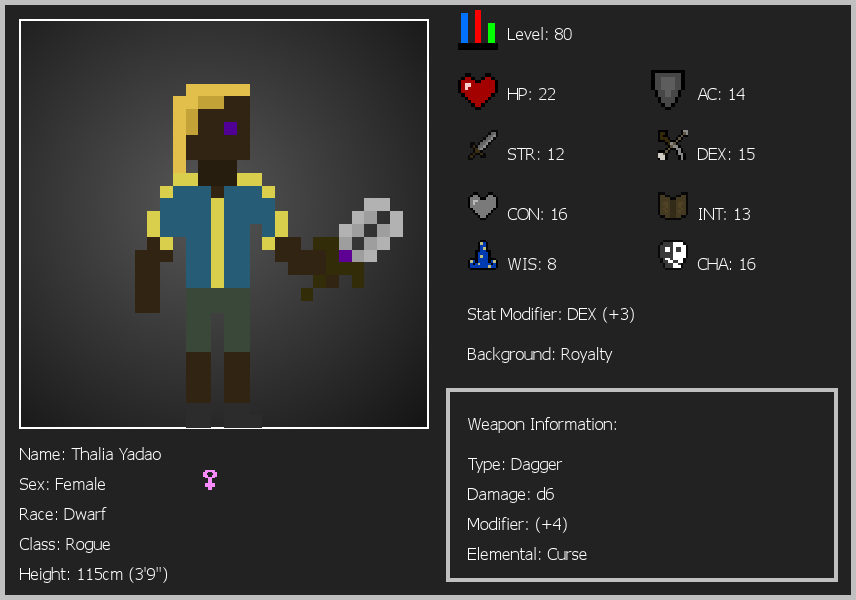 Level: 80
HP: 22
AC: 14
STR: 12
DEX: 15
CON: 16
INT: 13
WIS: 8
CHA: 16
Stat Modifier: DEX (+3)
Background: Royalty
Weapon Information:
Type: Dagger
Damage: d6
Modifier: (+4)
Elemental: Curse
Name: Thalia Yadao
Sex: Female
Race: Dwarf
Class: Rogue
Height: 115cm (3'9")